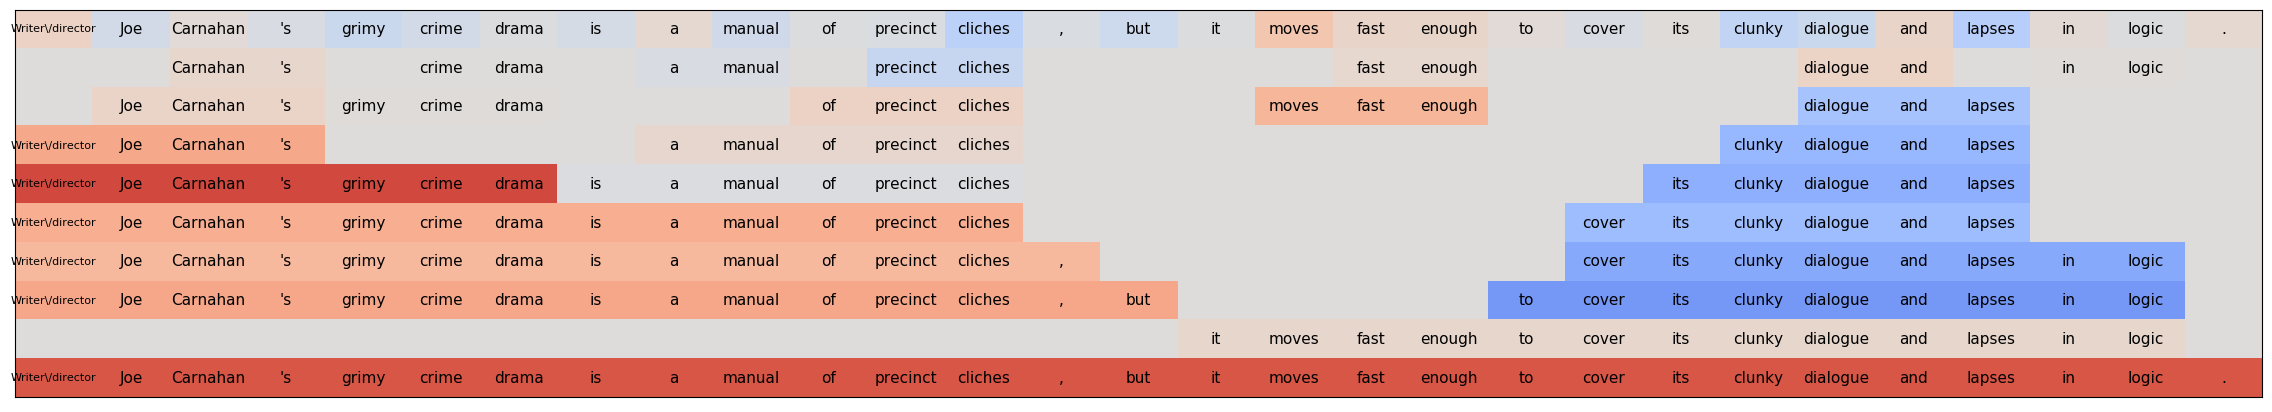 Writer\/director Joe Carnahan 's grimy crime drama is a manual of precinct cliches , but it moves fast enough to cover its clunky dialogue and lapses in logic .
Carnahan 's crime drama a manual precinct cliches fast enough dialogue and in logic
Joe Carnahan 's grimy crime drama of precinct cliches moves fast enough dialogue and lapses
Writer\/director Joe Carnahan 's a manual of precinct cliches clunky dialogue and lapses
Writer\/director Joe Carnahan 's grimy crime drama is a manual of precinct cliches its clunky dialogue and lapses
Writer\/director Joe Carnahan 's grimy crime drama is a manual of precinct cliches cover its clunky dialogue and lapses
Writer\/director Joe Carnahan 's grimy crime drama is a manual of precinct cliches , cover its clunky dialogue and lapses in logic
Writer\/director Joe Carnahan 's grimy crime drama is a manual of precinct cliches , but to cover its clunky dialogue and lapses in logic
it moves fast enough to cover its clunky dialogue and lapses in logic
Writer\/director Joe Carnahan 's grimy crime drama is a manual of precinct cliches , but it moves fast enough to cover its clunky dialogue and lapses in logic .